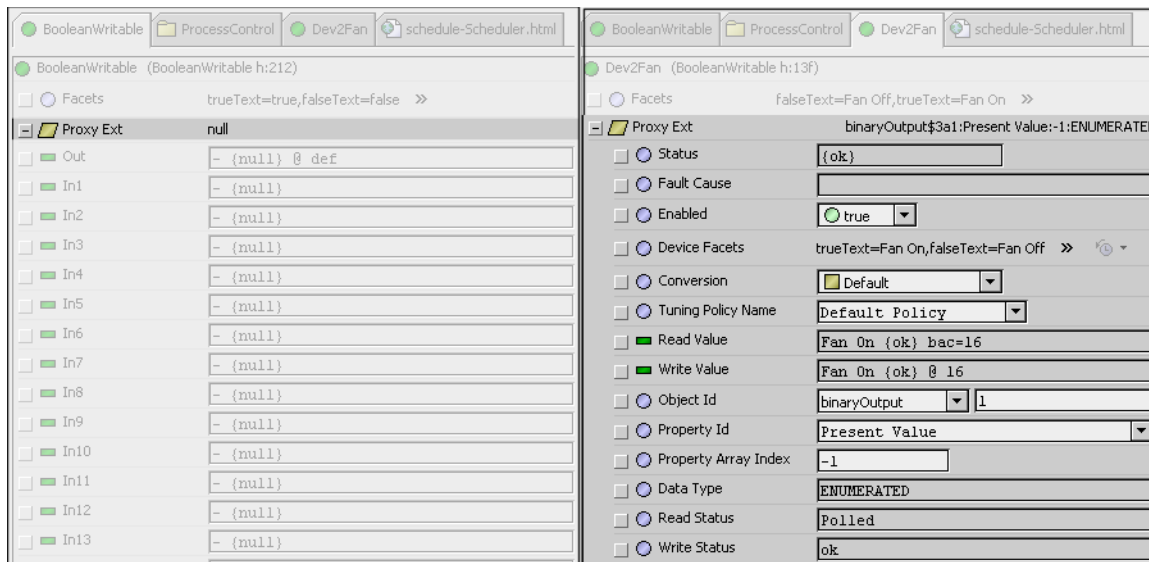 BooleanWritable ProcessControl Dev2Fan schedule-Scheduler.html
BooleanWritable (BooleanWritable h:212)
Facets trueText=true,falseText=false »
Proxy Ext null
Out - {null} @ def
In1 - {null}
In2 - {null}
In3 - {null}
In4 - {null}
In5 - {null}
In6 - {null}
In7 - {null}
In8 - {null}
In9 - {null}
In10 - {null}
In11 - {null}
In12 - {null}
In13 - {null}
BooleanWritable ProcessControl Dev2Fan schedule-Scheduler.html
Dev2Fan (BooleanWritable h:13f)
Facets falseText=Fan Off,trueText=Fan On »
Proxy Ext binaryOutput$3a1:Present Value:-1:ENUMERATED
Status {ok}
Fault Cause
Enabled true
Device Facets trueText=Fan On,falseText=Fan Off »
Conversion Default
Tuning Policy Name Default Policy
Read Value Fan On {ok} bac=16
Write Value Fan On {ok} @ 16
Object Id binaryOutput 1
Property Id Present Value
Property Array Index -1
Data Type ENUMERATED
Read Status Polled
Write Status ok